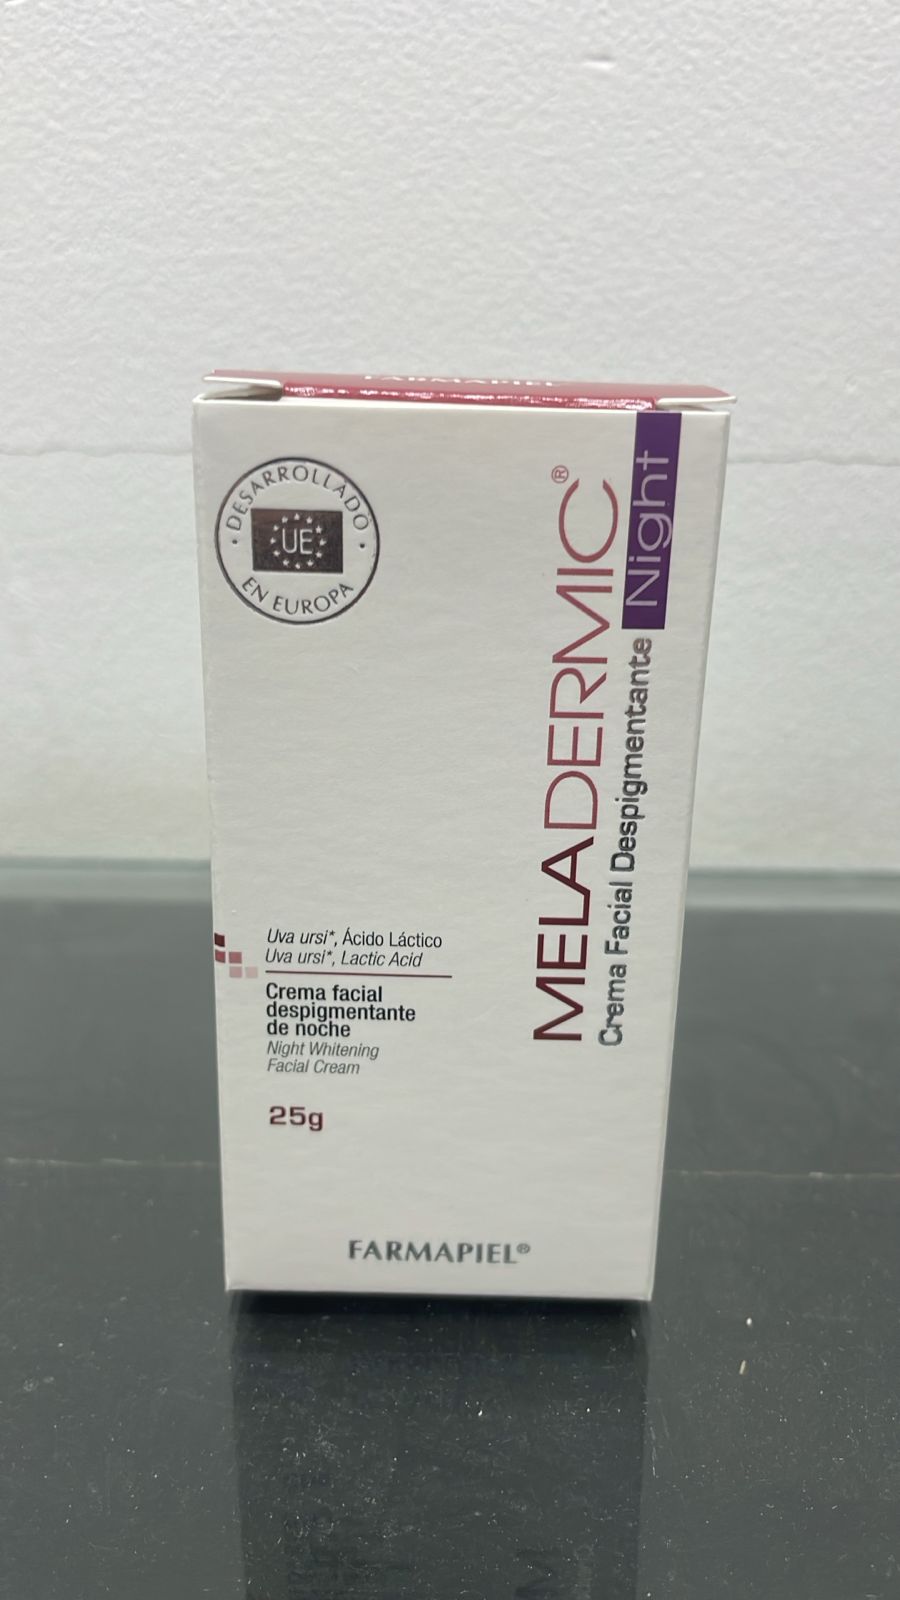 FARMAPIEL
DESARROLLADO
UE
EN EUROPA
MELADERMIC®
Crema Facial Despigmentante Night
Uva ursi*, Ácido Láctico
Uva ursi*, Lactic Acid
Crema facial
despigmentante
de noche
Night Whitening
Facial Cream
25g
FARMAPIEL®